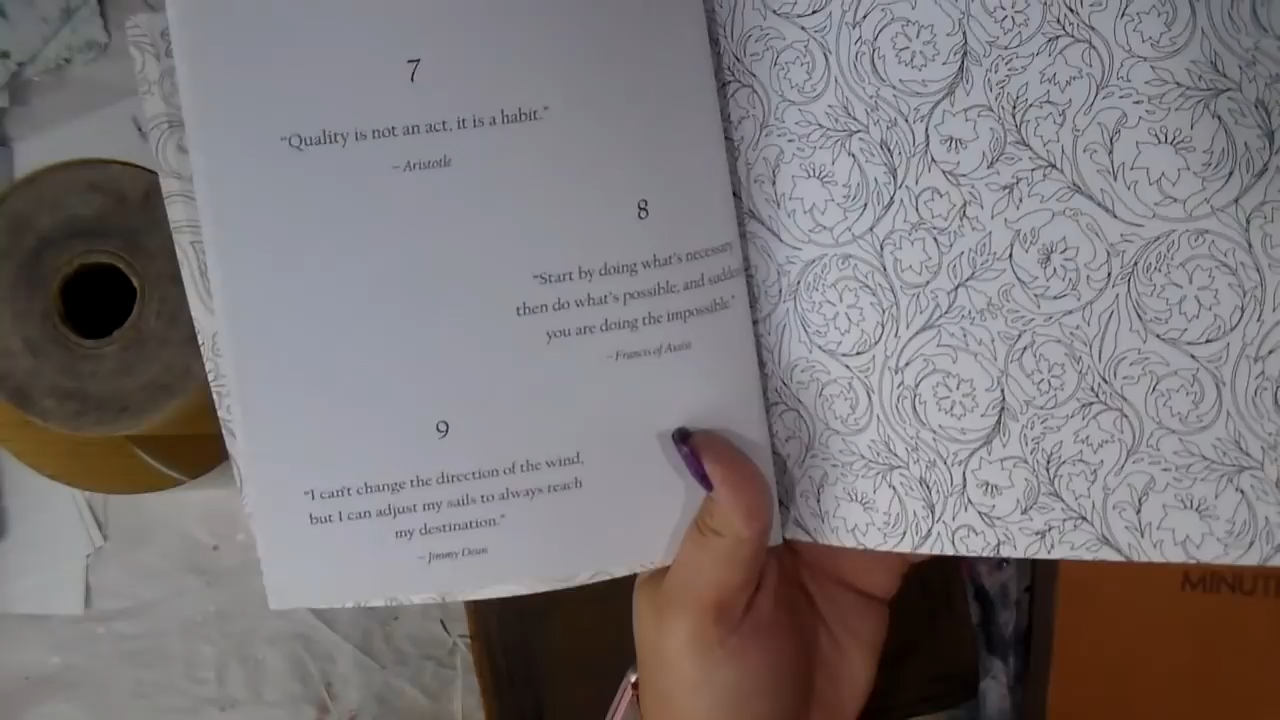 7
“Quality is not an act, it is a habit.”
– Aristotle
8
“Start by doing what's necessary
then do what's possible, and sudde
you are doing the impossible.”
– Francis of Assisi
9
“I can't change the direction of the wind,
but I can adjust my sails to always reach
my destination.”
– Jimmy Dean
MINUT